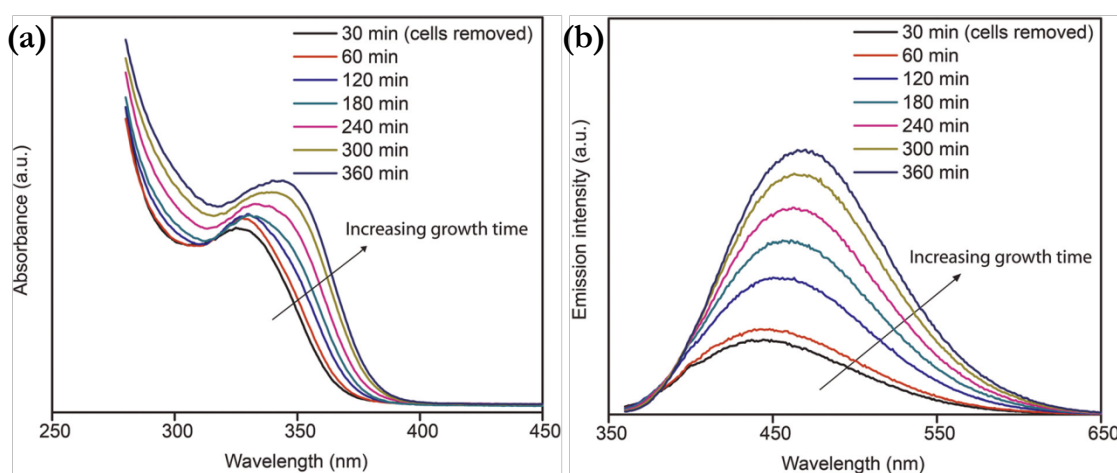 (a)
30 min (cells removed)
60 min
120 min
180 min
240 min
300 min
360 min
Increasing growth time
Absorbance (a.u.)
250 300 350 400 450
Wavelength (nm)
(b)
30 min (cells removed)
60 min
120 min
180 min
240 min
300 min
360 min
Increasing growth time
Emission intensity (a.u.)
350 450 550 650
Wavelength (nm)